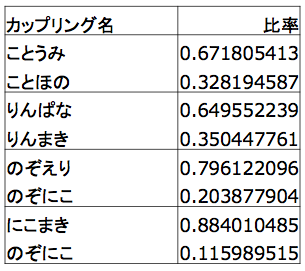 カップリング名 比率
ことうみ 0.671805413
ことほの 0.328194587
りんぱな 0.649552239
りんまき 0.350447761
のぞえり 0.796122096
のぞにこ 0.203877904
にこまき 0.884010485
のぞにこ 0.115989515